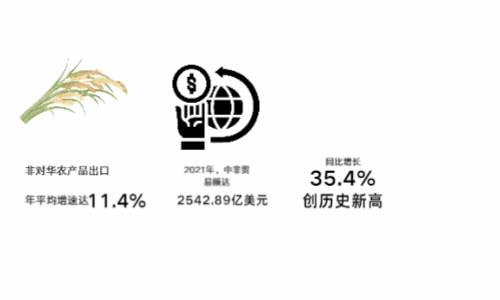 非对华农产品出口
年平均增速达11.4%
2021年，中非贸
易额达
2542.89亿美元
同比增长
35.4%
创历史新高